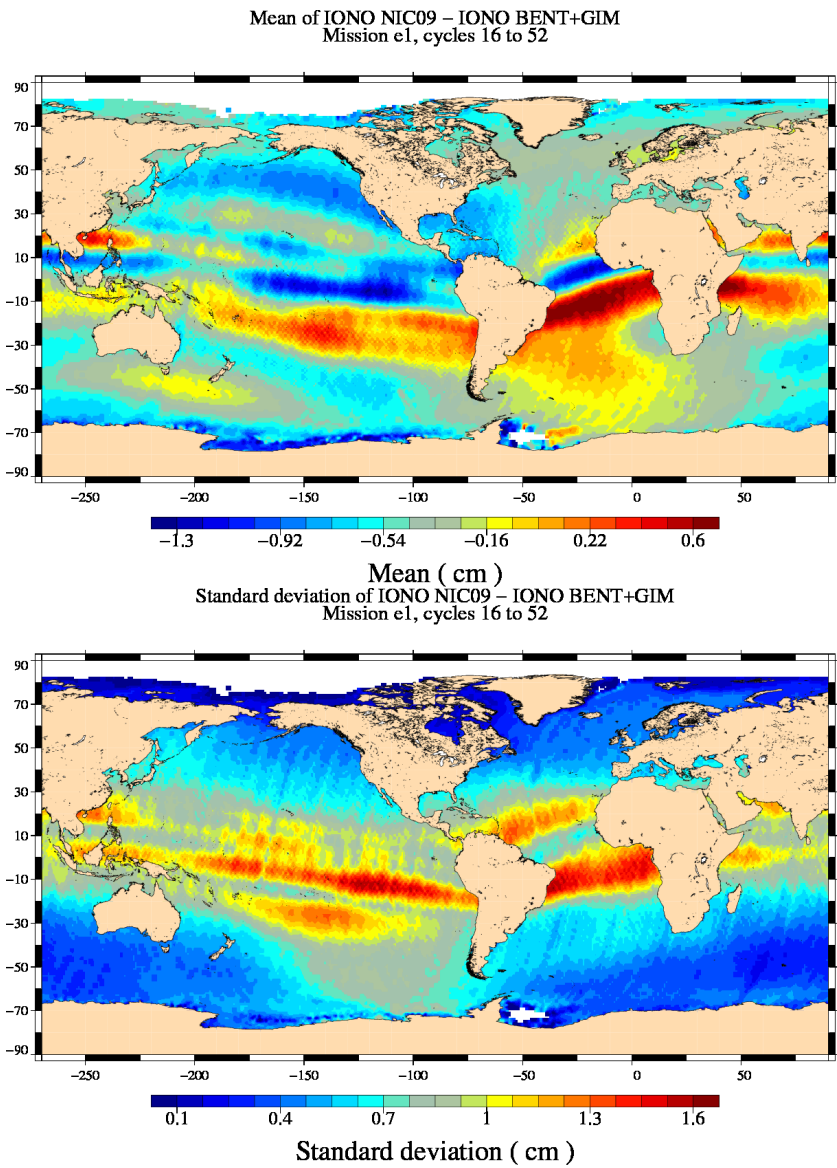 Mean of IONO NIC09 − IONO BENT+GIM
Mission e1, cycles 16 to 52
90
70
50
30
10
−10
−30
−50
−70
−90
−250 −200 −150 −100 −50 0 50
−1.3 −0.92 −0.54 −0.16 0.22 0.6
Mean ( cm )
Standard deviation of IONO NIC09 − IONO BENT+GIM
Mission e1, cycles 16 to 52
90
70
50
30
10
−10
−30
−50
−70
−90
−250 −200 −150 −100 −50 0 50
0.1 0.4 0.7 1 1.3 1.6
Standard deviation ( cm )